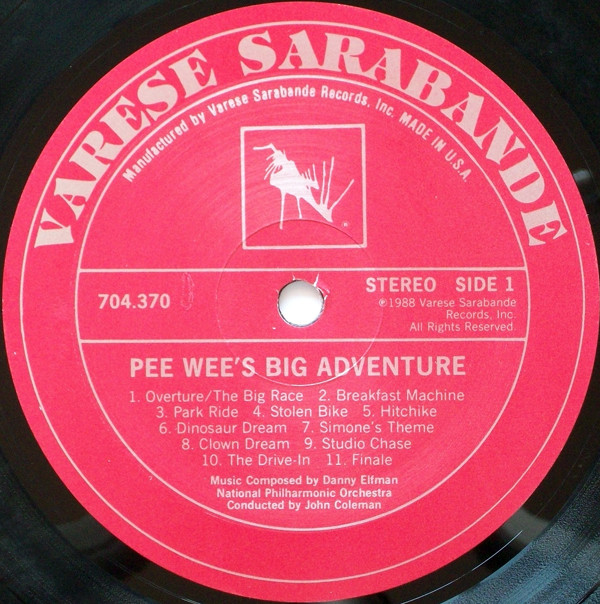 VARESE SARABANDE
Manufactured by Varese Sarabande Records, Inc. MADE IN U.S.A.
704.370
STEREO SIDE 1
℗1988 Varese Sarabande
Records, Inc.
All Rights Reserved.
PEE WEE'S BIG ADVENTURE
1. Overture/The Big Race 2. Breakfast Machine
3. Park Ride 4. Stolen Bike 5. Hitchike
6. Dinosaur Dream 7. Simone's Theme
8. Clown Dream 9. Studio Chase
10. The Drive-In 11. Finale
Music Composed by Danny Elfman
National Philharmonic Orchestra
Conducted by John Coleman